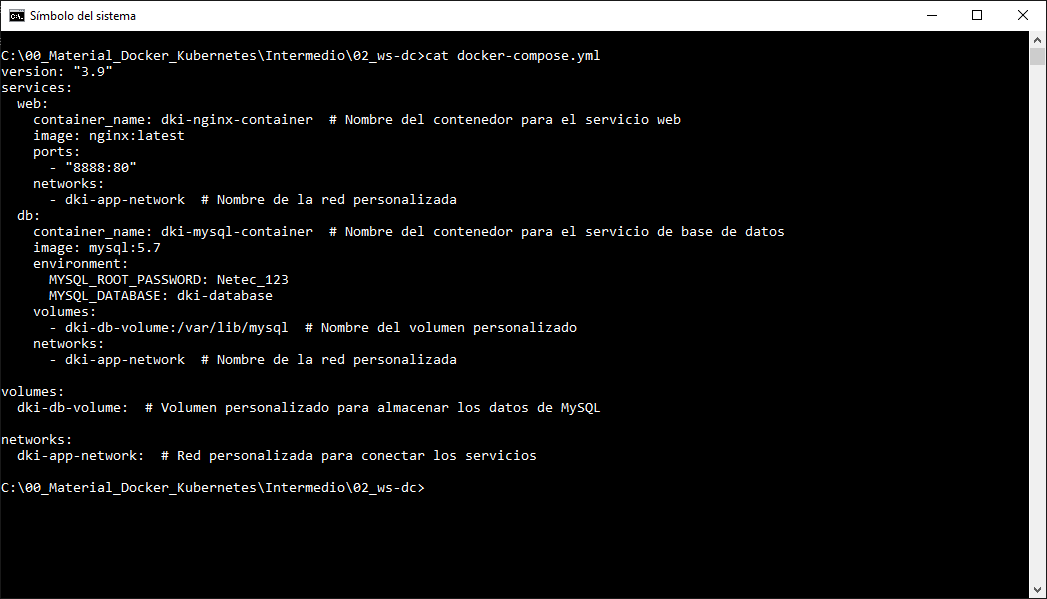 Símbolo del sistema
C:\00_Material_Docker_Kubernetes\Intermedio\02_ws-dc>cat docker-compose.yml
version: "3.9"
services:
  web:
    container_name: dki-nginx-container  # Nombre del contenedor para el servicio web
    image: nginx:latest
    ports:
      - "8888:80"
    networks:
      - dki-app-network  # Nombre de la red personalizada
  db:
    container_name: dki-mysql-container  # Nombre del contenedor para el servicio de base de datos
    image: mysql:5.7
    environment:
      MYSQL_ROOT_PASSWORD: Netec_123
      MYSQL_DATABASE: dki-database
    volumes:
      - dki-db-volume:/var/lib/mysql  # Nombre del volumen personalizado
    networks:
      - dki-app-network  # Nombre de la red personalizada

volumes:
  dki-db-volume:  # Volumen personalizado para almacenar los datos de MySQL

networks:
  dki-app-network:  # Red personalizada para conectar los servicios

C:\00_Material_Docker_Kubernetes\Intermedio\02_ws-dc>